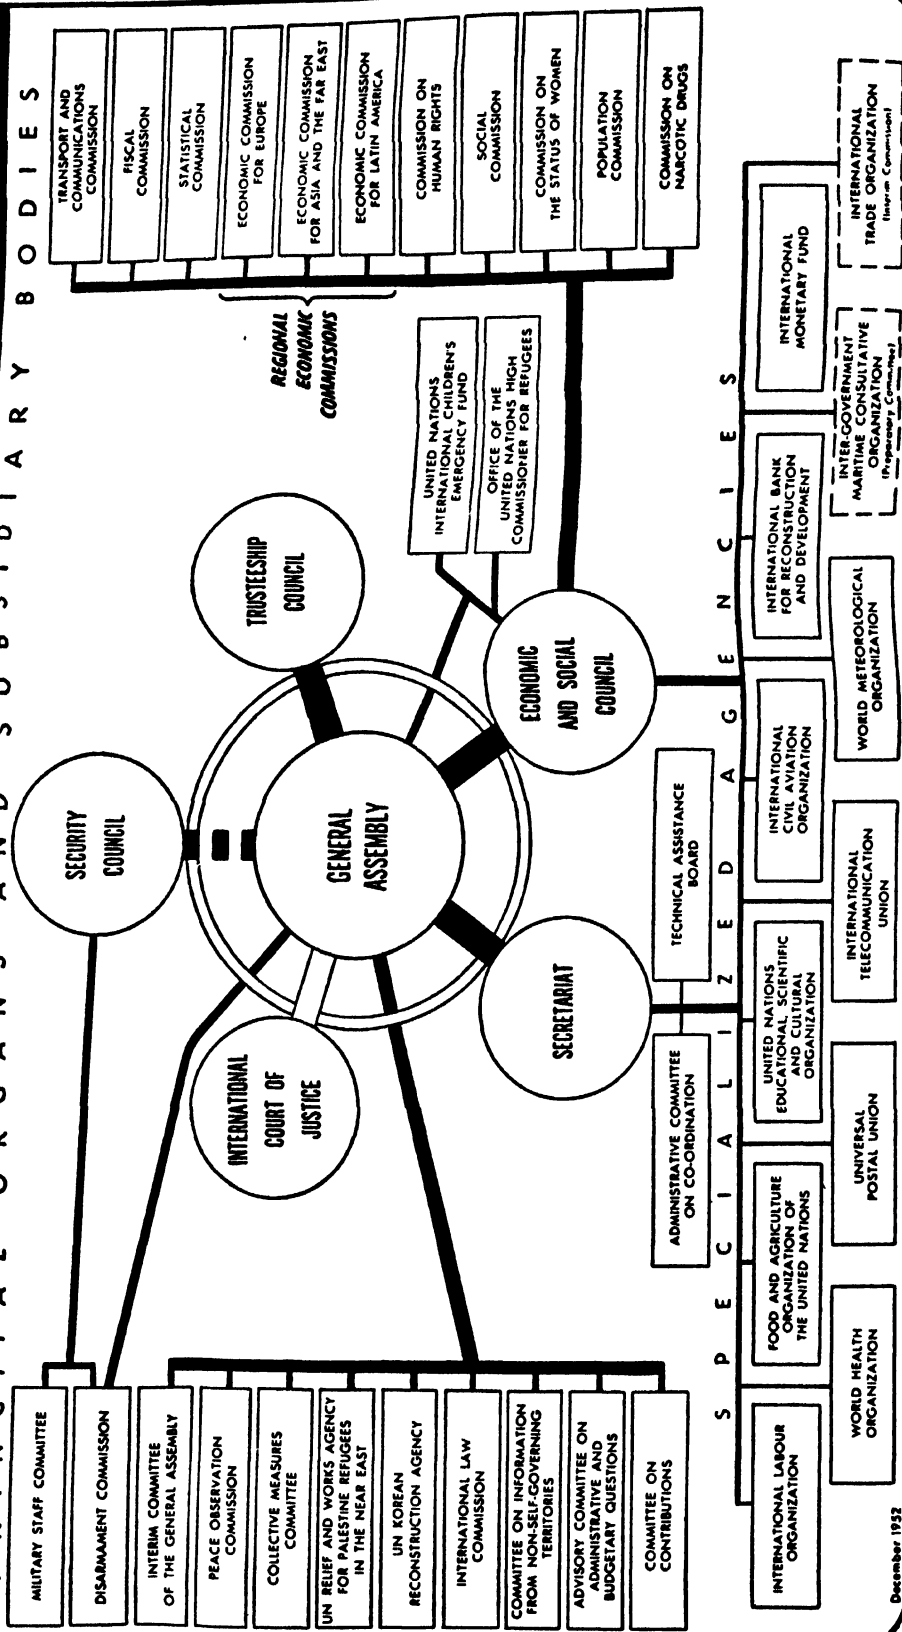 PRINCIPAL ORGANS AND SUBSIDIARY BODIES
MILITARY STAFF COMMITTEE
DISARMAMENT COMMISSION
INTERIM COMMITTEE
OF THE GENERAL ASSEMBLY
PEACE OBSERVATION
COMMISSION
COLLECTIVE MEASURES
COMMITTEE
UN RELIEF AND WORKS AGENCY
FOR PALESTINE REFUGEES
IN THE NEAR EAST
UN KOREAN
RECONSTRUCTION AGENCY
INTERNATIONAL LAW
COMMISSION
COMMITTEE ON INFORMATION
FROM NON-SELF-GOVERNING
TERRITORIES
ADVISORY COMMITTEE ON
ADMINISTRATIVE AND
BUDGETARY QUESTIONS
COMMITTEE ON
CONTRIBUTIONS
SECURITY
COUNCIL
INTERNATIONAL
COURT OF
JUSTICE
GENERAL
ASSEMBLY
TRUSTEESHIP
COUNCIL
SECRETARIAT
ECONOMIC
AND SOCIAL
COUNCIL
UNITED NATIONS
INTERNATIONAL CHILDREN'S
EMERGENCY FUND
OFFICE OF THE
UNITED NATIONS HIGH
COMMISSIONER FOR REFUGEES
TRANSPORT AND
COMMUNICATIONS
COMMISSION
FISCAL
COMMISSION
STATISTICAL
COMMISSION
REGIONAL
ECONOMIC
COMMISSIONS
ECONOMIC COMMISSION
FOR EUROPE
ECONOMIC COMMISSION
FOR ASIA AND THE FAR EAST
ECONOMIC COMMISSION
FOR LATIN AMERICA
COMMISSION ON
HUMAN RIGHTS
SOCIAL
COMMISSION
COMMISSION ON
THE STATUS OF WOMEN
POPULATION
COMMISSION
COMMISSION ON
NARCOTIC DRUGS
ADMINISTRATIVE COMMITTEE
ON CO-ORDINATION
TECHNICAL ASSISTANCE
BOARD
SPECIALIZED AGENCIES
INTERNATIONAL LABOUR
ORGANIZATION
FOOD AND AGRICULTURE
ORGANIZATION OF
THE UNITED NATIONS
UNITED NATIONS
EDUCATIONAL, SCIENTIFIC
AND CULTURAL
ORGANIZATION
INTERNATIONAL
CIVIL AVIATION
ORGANIZATION
INTERNATIONAL BANK
FOR RECONSTRUCTION
AND DEVELOPMENT
INTERNATIONAL
MONETARY FUND
WORLD HEALTH
ORGANIZATION
UNIVERSAL
POSTAL UNION
INTERNATIONAL
TELECOMMUNICATION
UNION
WORLD METEOROLOGICAL
ORGANIZATION
INTER-GOVERNMENT
MARITIME CONSULTATIVE
ORGANIZATION
(Preparatory Committee)
INTERNATIONAL
TRADE ORGANIZATION
(Interim Commission)
December 1952